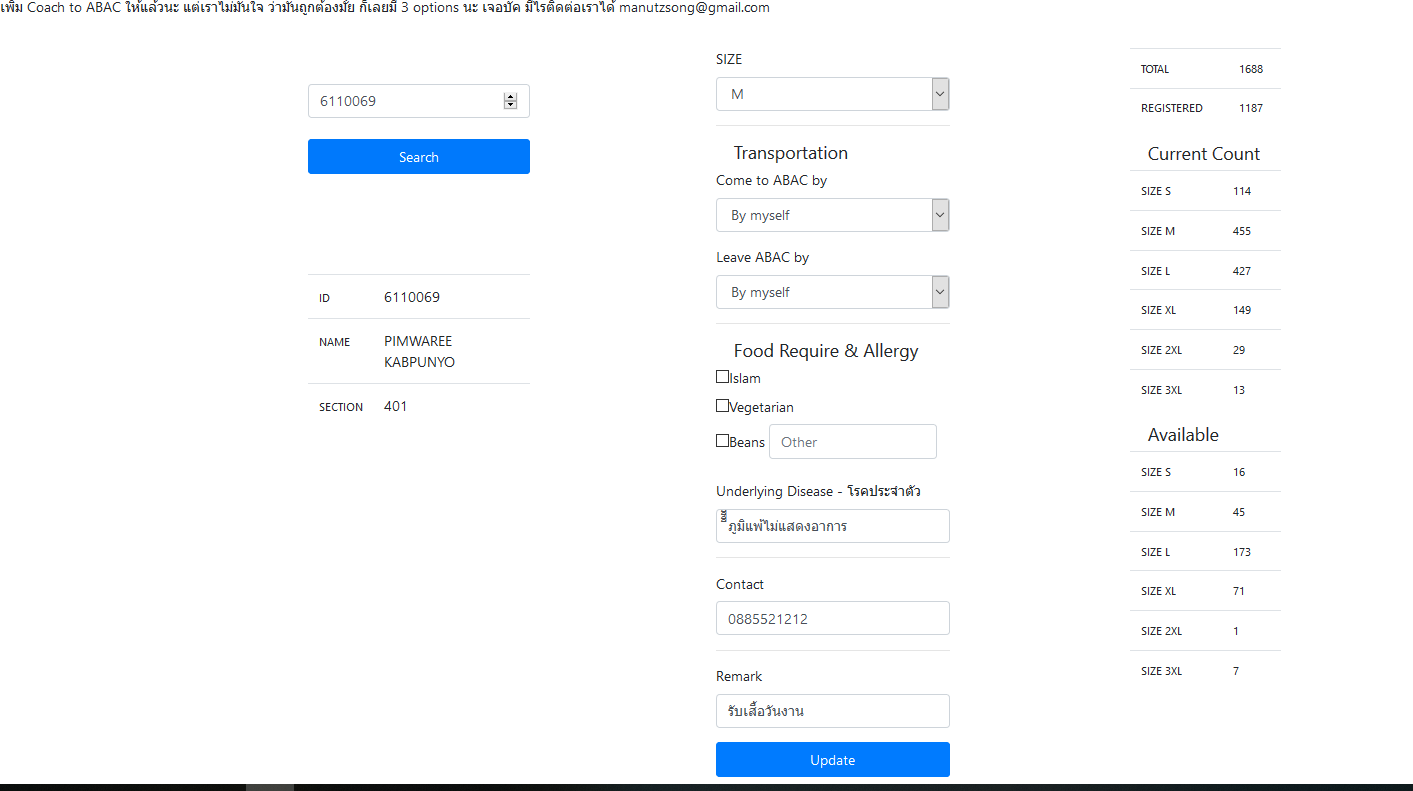 เพิ่ม Coach to ABAC ให้แล้วนะ แต่เราไม่มั่นใจ ว่ามันถูกต้องมั้ย ก็เลยมี 3 options นะ เจอบัค มีไรติดต่อเราได้ manutzsong@gmail.com
6110069
Search
ID 6110069
NAME PIMWAREE
KABPUNYO
SECTION 401
SIZE
M
Transportation
Come to ABAC by
By myself
Leave ABAC by
By myself
Food Require & Allergy
Islam
Vegetarian
Beans Other
Underlying Disease - โรคประจำตัว
ภูมิแพ้ไม่แสดงอาการ
Contact
0885521212
Remark
รับเสื้อวันงาน
Update
TOTAL 1688
REGISTERED 1187
Current Count
SIZE S 114
SIZE M 455
SIZE L 427
SIZE XL 149
SIZE 2XL 29
SIZE 3XL 13
Available
SIZE S 16
SIZE M 45
SIZE L 173
SIZE XL 71
SIZE 2XL 1
SIZE 3XL 7